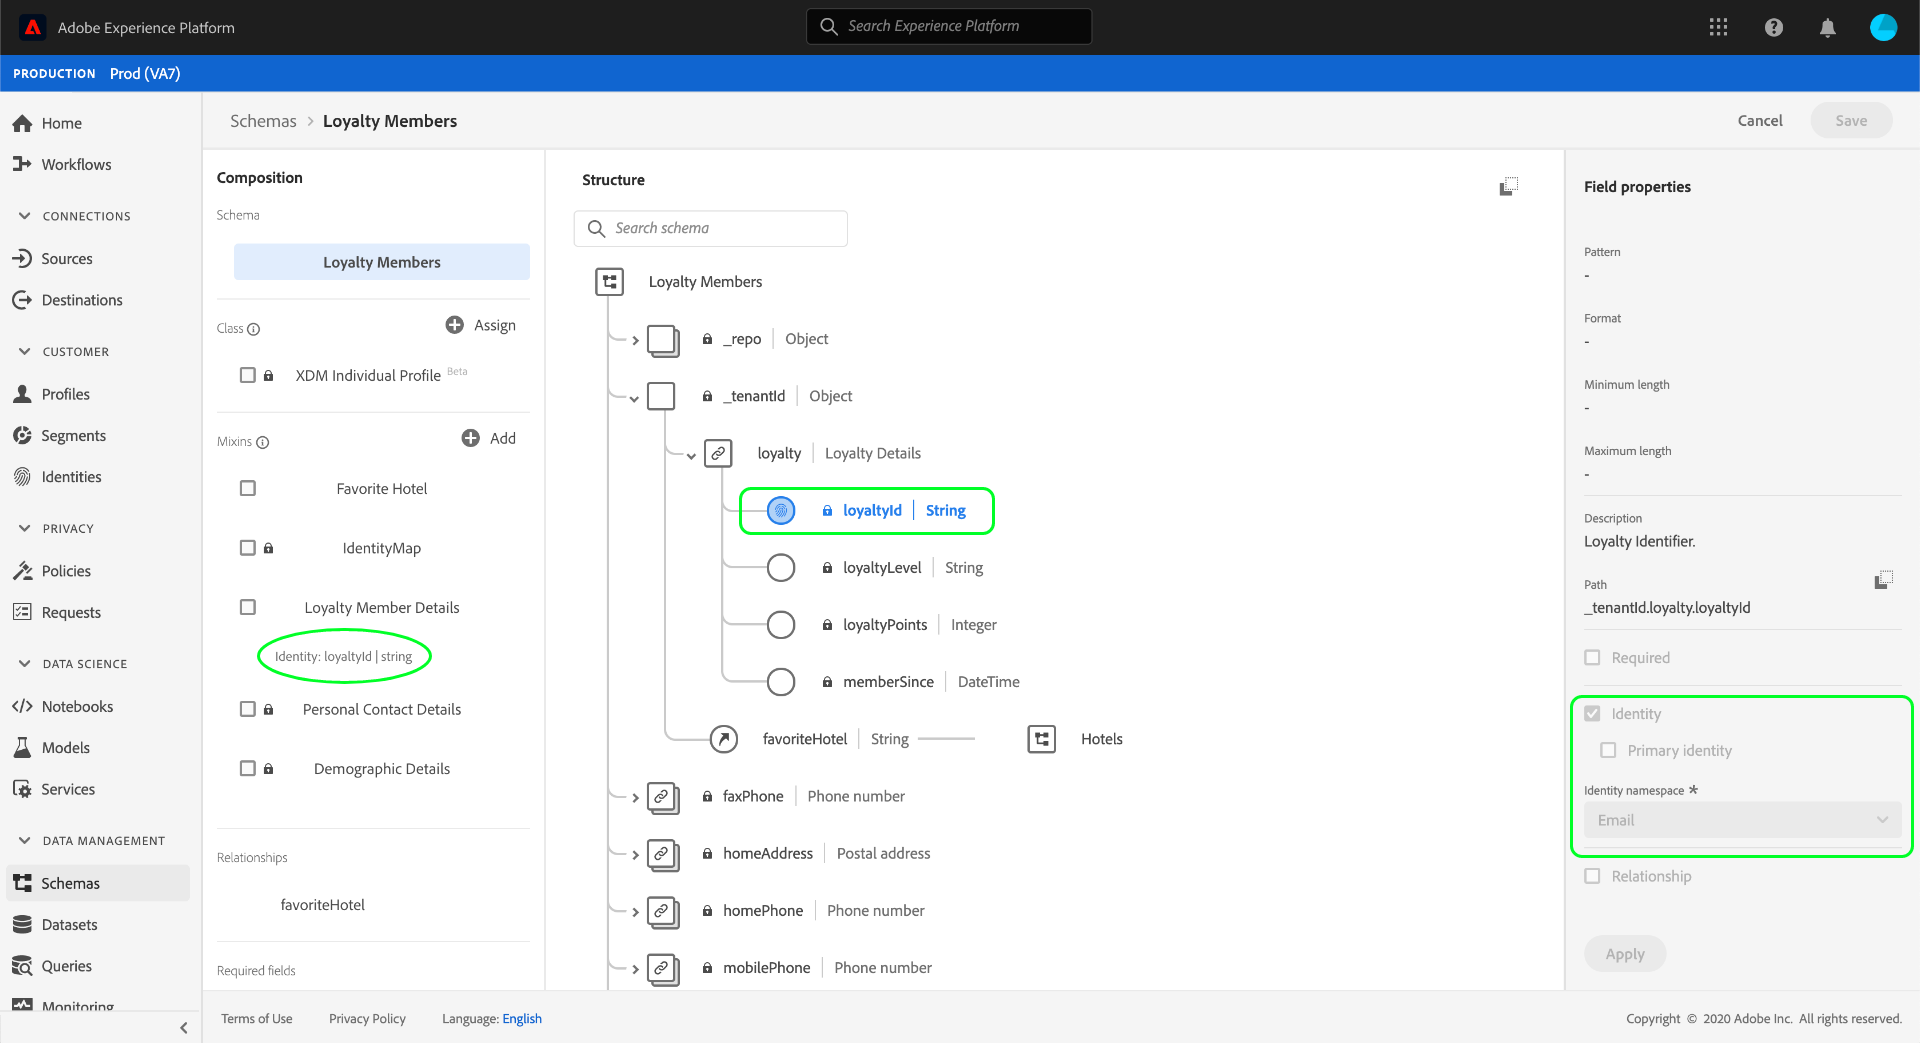 Adobe Experience Platform
Search Experience Platform
PRODUCTION Prod (VA7)
Home
Workflows
CONNECTIONS
Sources
Destinations
CUSTOMER
Profiles
Segments
Identities
PRIVACY
Policies
Requests
DATA SCIENCE
Notebooks
Models
Services
DATA MANAGEMENT
Schemas
Datasets
Queries
Monitoring
Schemas > Loyalty Members
Cancel
Save
Composition
Schema
Loyalty Members
Class
Assign
XDM Individual Profile Beta
Mixins
Add
Favorite Hotel
IdentityMap
Loyalty Member Details
Identity: loyaltyId | string
Personal Contact Details
Demographic Details
Relationships
favoriteHotel
Required fields
Structure
Search schema
Loyalty Members
_repo | Object
_tenantId | Object
loyalty | Loyalty Details
loyaltyId | String
loyaltyLevel | String
loyaltyPoints | Integer
memberSince | DateTime
favoriteHotel | String Hotels
faxPhone | Phone number
homeAddress | Postal address
homePhone | Phone number
mobilePhone | Phone number
Field properties
Pattern
-
Format
-
Minimum length
-
Maximum length
-
Description
Loyalty Identifier.
Path
_tenantId.loyalty.loyaltyId
Required
Identity
Primary identity
Identity namespace *
Email
Relationship
Apply
Terms of Use
Privacy Policy
Language: English
Copyright © 2020 Adobe Inc. All rights reserved.